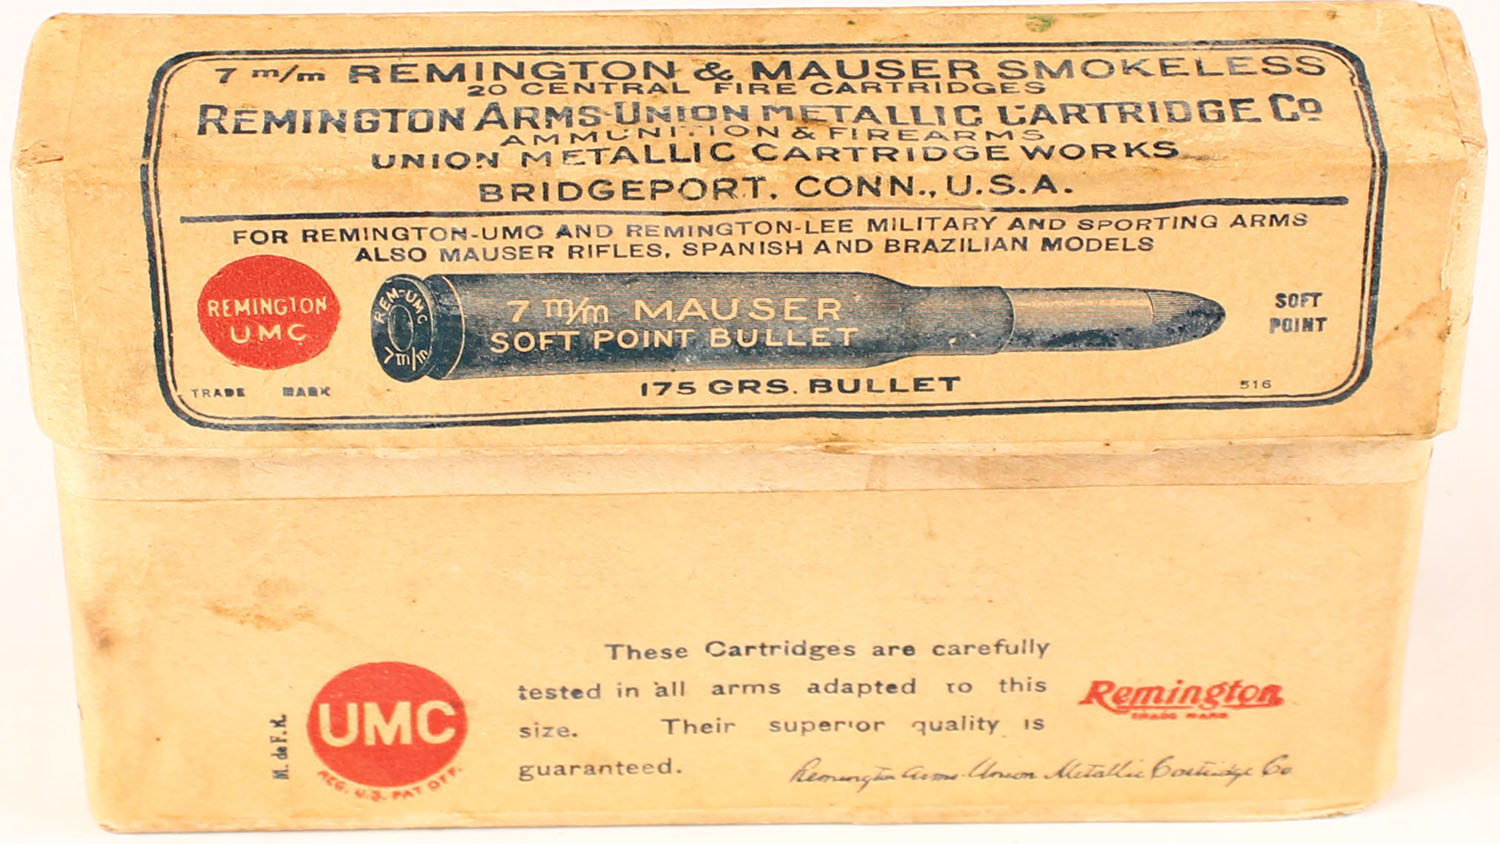 7 m/m REMINGTON & MAUSER SMOKELESS
20 CENTRAL FIRE CARTRIDGES
REMINGTON ARMS-UNION METALLIC CARTRIDGE Co
AMMUNITION & FIREARMS
UNION METALLIC CARTRIDGE WORKS
BRIDGEPORT, CONN., U.S.A.
FOR REMINGTON-UMC AND REMINGTON-LEE MILITARY AND SPORTING ARMS
ALSO MAUSER RIFLES, SPANISH AND BRAZILIAN MODELS
REMINGTON
UMC
TRADE MARK
REM-UMC
7m/m
7 m/m MAUSER
SOFT POINT BULLET
SOFT
POINT
175 GRS. BULLET
516
M. de F. K.
UMC
REG. U.S. PAT OFF.
These Cartridges are carefully
tested in all arms adapted to this
size. Their superior quality is
guaranteed.
Remington
TRADE MARK
Remington Arms-Union Metallic Cartridge Co